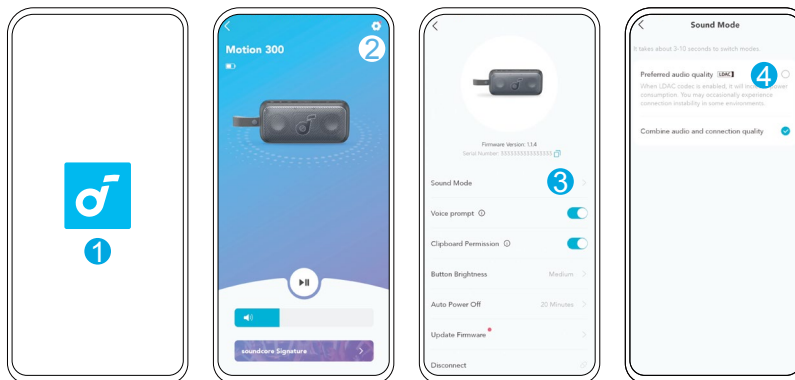 1
2
Motion 300
soundcore Signature
Firmware Version: 1.1.4
Serial Number: 3333333333333333
Sound Mode
3
Voice prompt
Clipboard Permission
Button Brightness Medium
Auto Power Off 20 Minutes
Update Firmware
Disconnect
Sound Mode
It takes about 3-10 seconds to switch modes.
Preferred audio quality LDAC
4
When LDAC codec is enabled, it will increase power
consumption. You may occasionally experience
connection instability in some environments.
Combine audio and connection quality